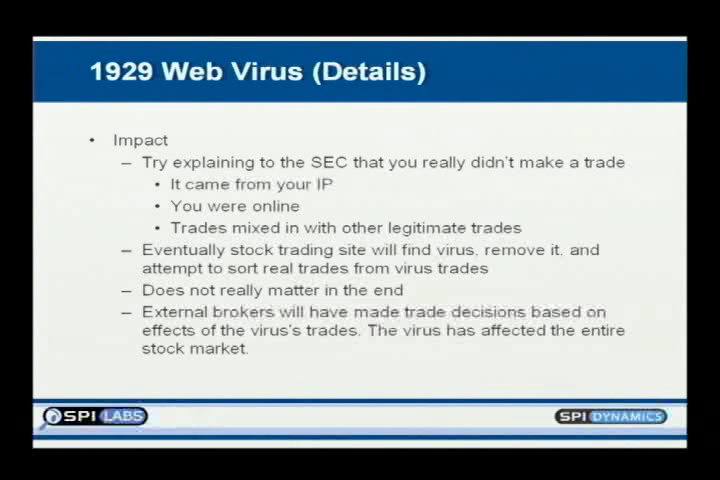 1929 Web Virus (Details)
• Impact
– Try explaining to the SEC that you really didn't make a trade
• It came from your IP
• You were online
• Trades mixed in with other legitimate trades
– Eventually stock trading site will find virus, remove it, and
attempt to sort real trades from virus trades
– Does not really matter in the end
– External brokers will have made trade decisions based on
effects of the virus's trades. The virus has affected the entire
stock market.
SPI LABS
SPI DYNAMICS